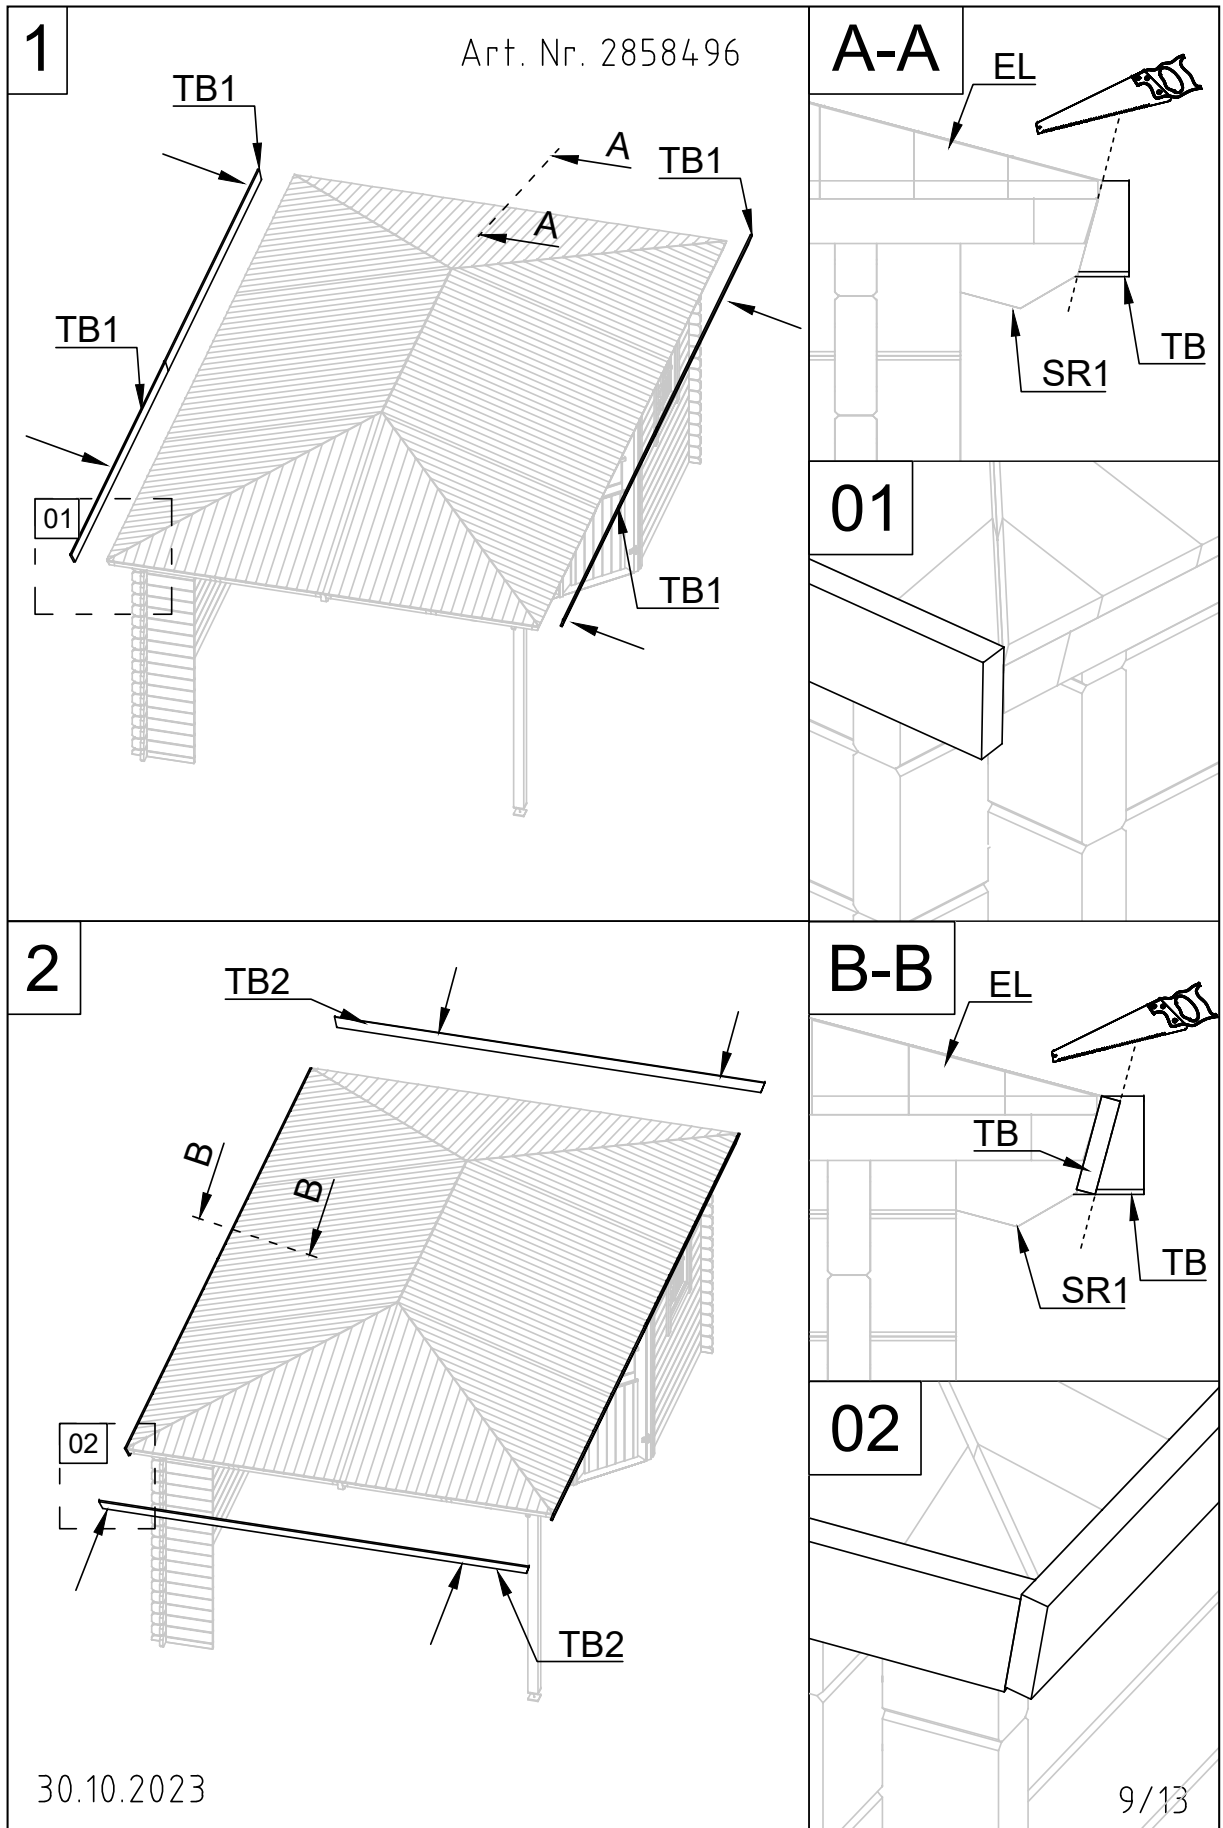 1
Art. Nr. 2858496
TB1
A
TB1
A
TB1
01
TB1
A-A
EL
TB
SR1
01
2
TB2
B
B
02
TB2
30.10.2023
B-B
EL
TB
TB
SR1
02
9/13